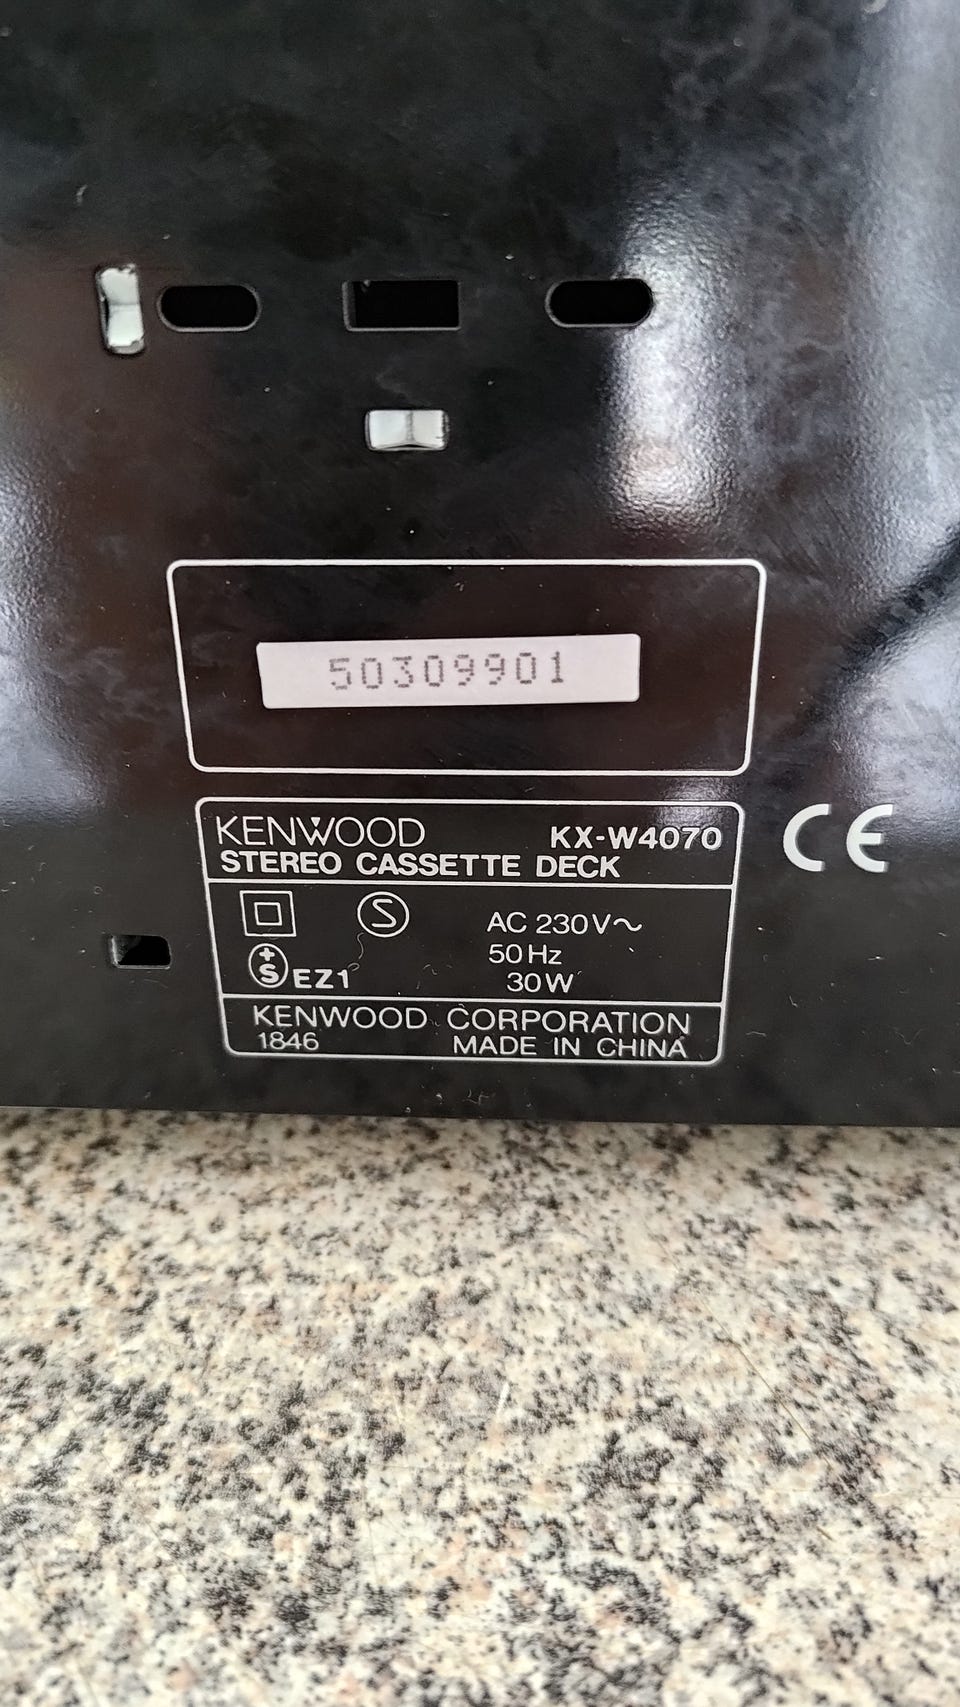 50309901
KENWOOD KX-W4070
STEREO CASSETTE DECK
S AC 230V~
+S EZ1 50Hz
30W
KENWOOD CORPORATION
1846 MADE IN CHINA
CE